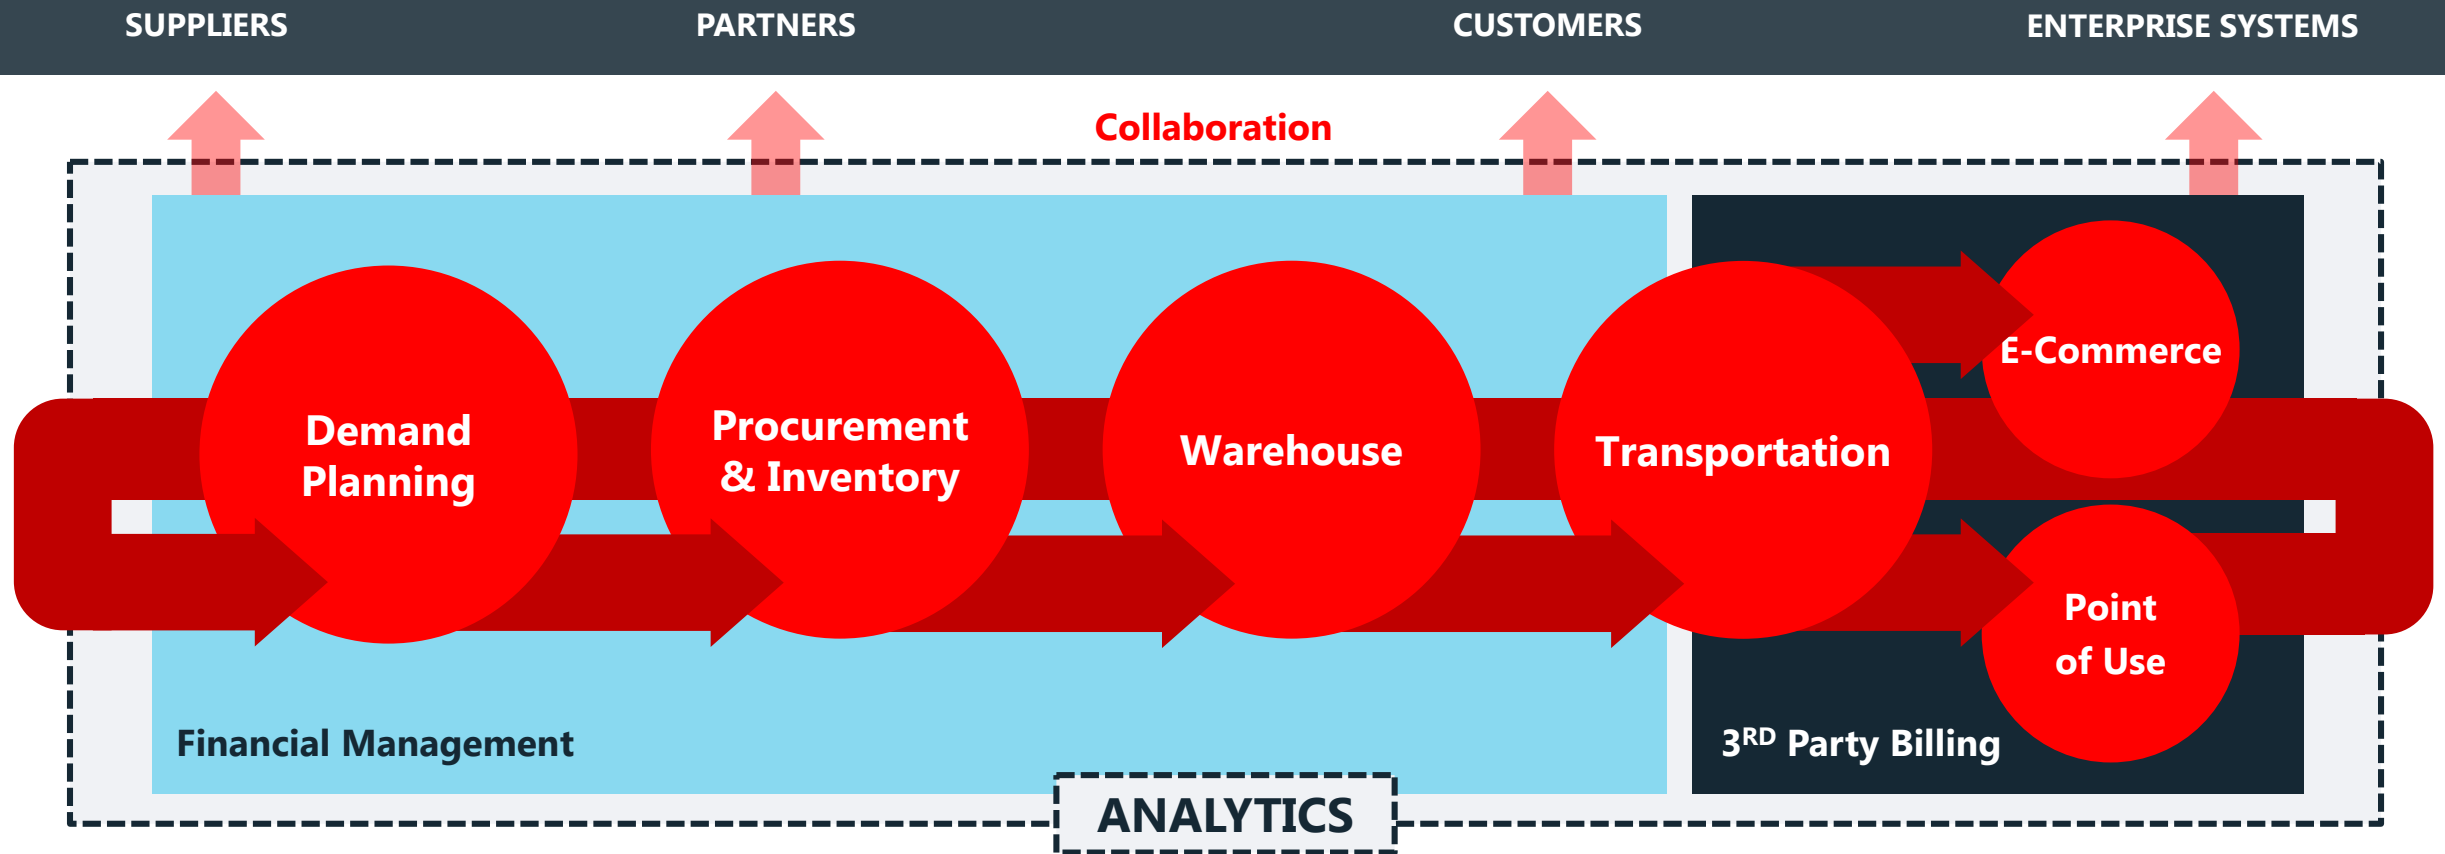 SUPPLIERS
PARTNERS
CUSTOMERS
ENTERPRISE SYSTEMS
Collaboration
Demand
Planning
Procurement
& Inventory
Warehouse
Transportation
E-Commerce
Point
of Use
Financial Management
3RD Party Billing
ANALYTICS